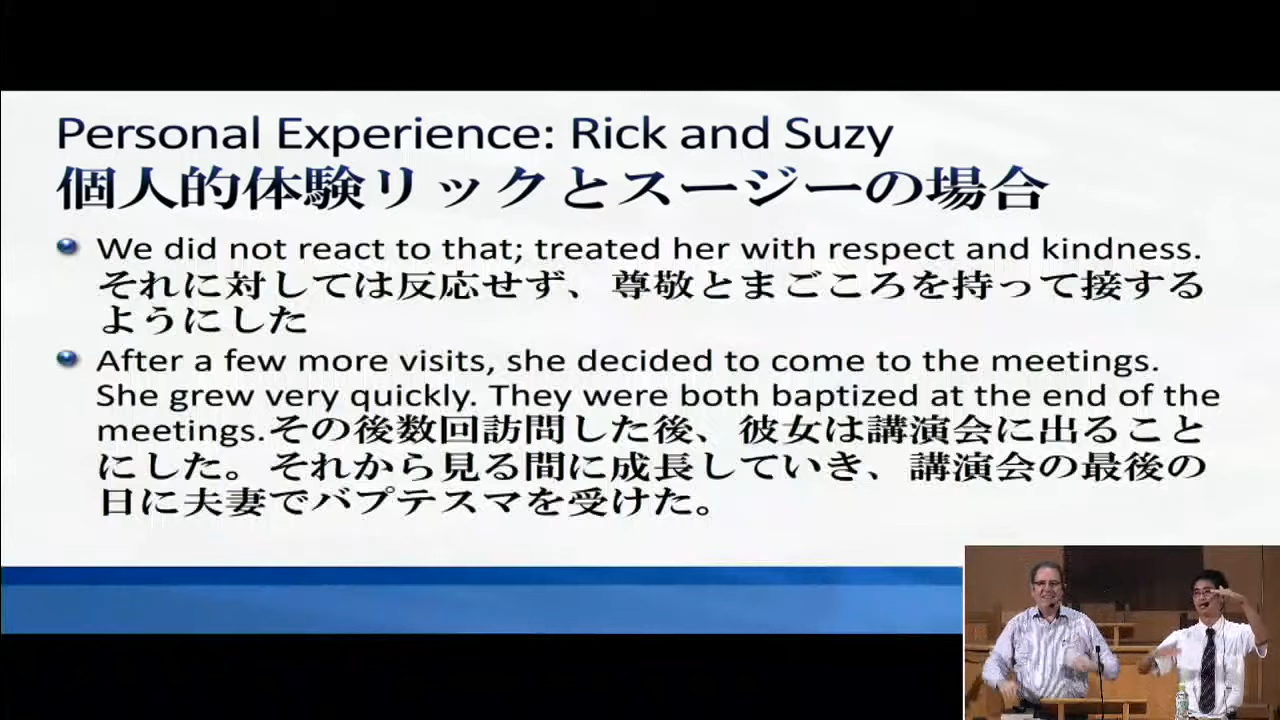 Personal Experience: Rick and Suzy
個人的体験リックとスージーの場合
We did not react to that; treated her with respect and kindness.
それに対しては反応せず、尊敬とまごころを持って接する
ようにした
After a few more visits, she decided to come to the meetings.
She grew very quickly. They were both baptized at the end of the
meetings.その後数回訪問した後、彼女は講演会に出ること
にした。それから見る間に成長していき、講演会の最後の
日に夫妻でバプテスマを受けた。